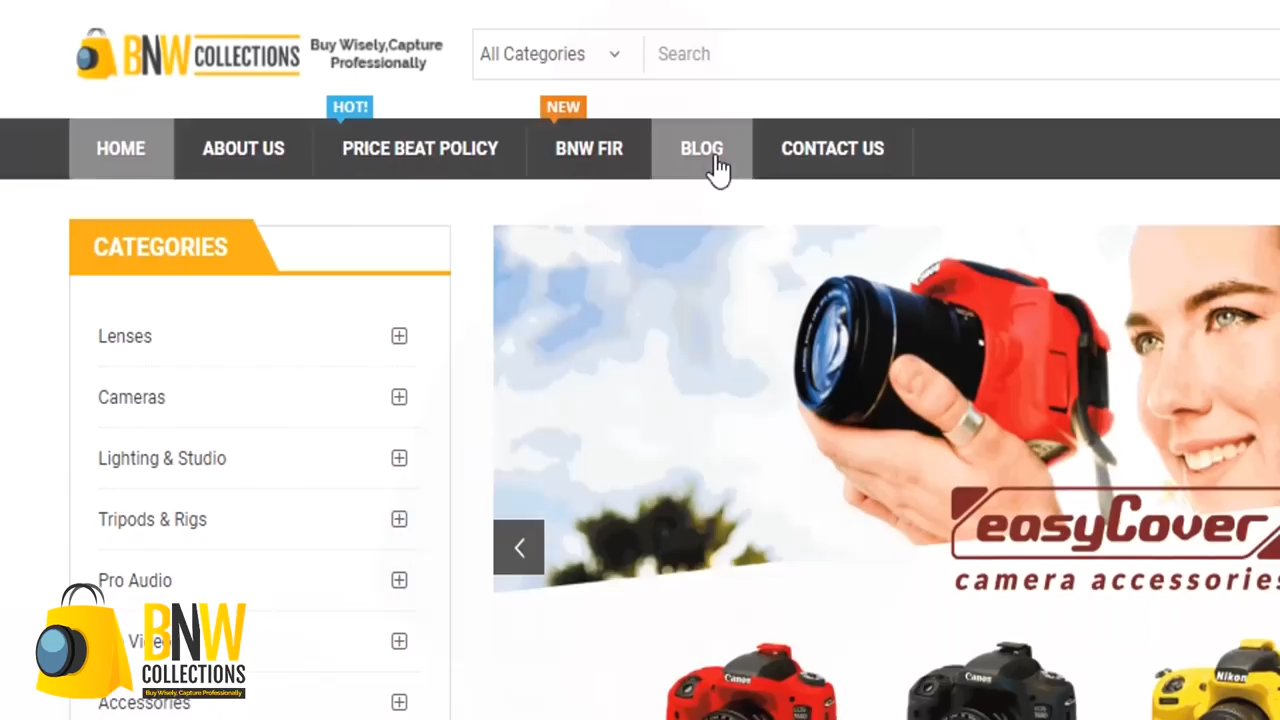 BNW COLLECTIONS
Buy Wisely,Capture
Professionally
All Categories
Search
HOT!
NEW
HOME
ABOUT US
PRICE BEAT POLICY
BNW FIR
BLOG
CONTACT US
CATEGORIES
Lenses
Cameras
Lighting & Studio
Tripods & Rigs
Pro Audio
Accessories
Canon
easyCover
camera accessories
Canon
Canon
Nikon
BNW
COLLECTIONS
Buy Wisely, Capture Professionally